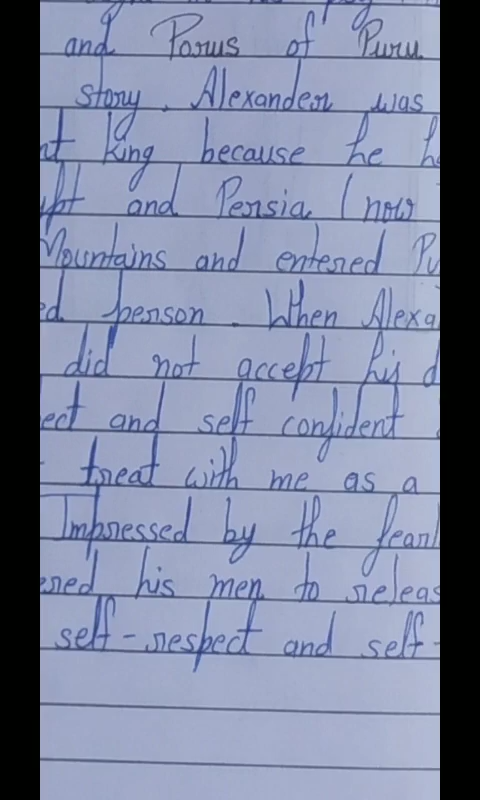 and Porus of Puru
story. Alexander was
king because he
and Persia (now
Mountains and entered
person. When Alexa
did not accept his d
ect and self confident
treat with me as a
Impressed by the fearl
ered his men to releas
self-respect and self-